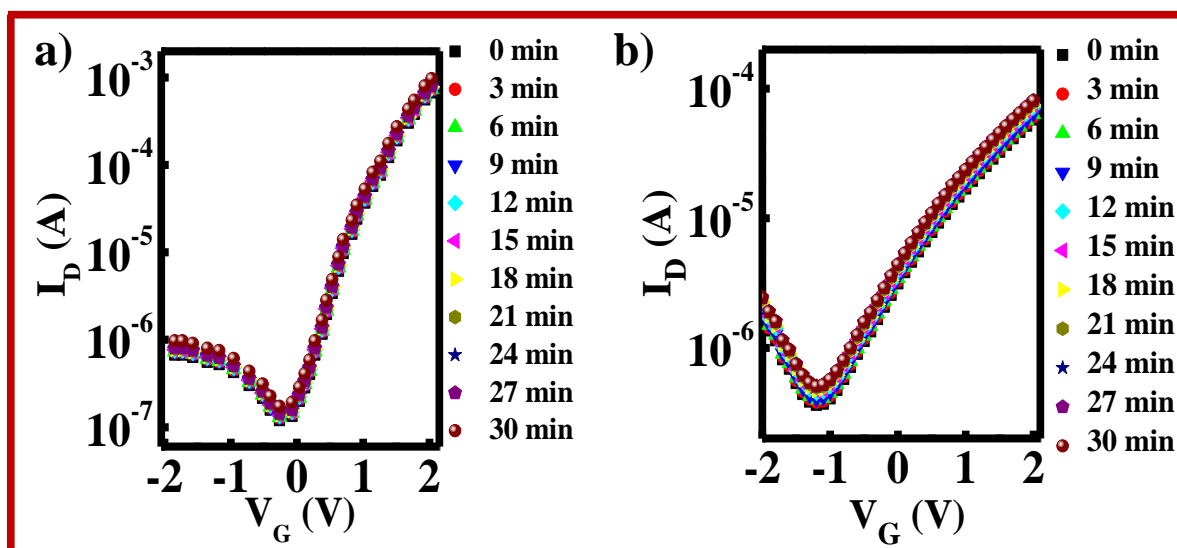 a)
I_D (A)
10^-3
10^-4
10^-5
10^-6
10^-7
-2 -1 0 1 2
V_G (V)
0 min
3 min
6 min
9 min
12 min
15 min
18 min
21 min
24 min
27 min
30 min
b)
I_D (A)
10^-4
10^-5
10^-6
-2 -1 0 1 2
V_G (V)
0 min
3 min
6 min
9 min
12 min
15 min
18 min
21 min
24 min
27 min
30 min